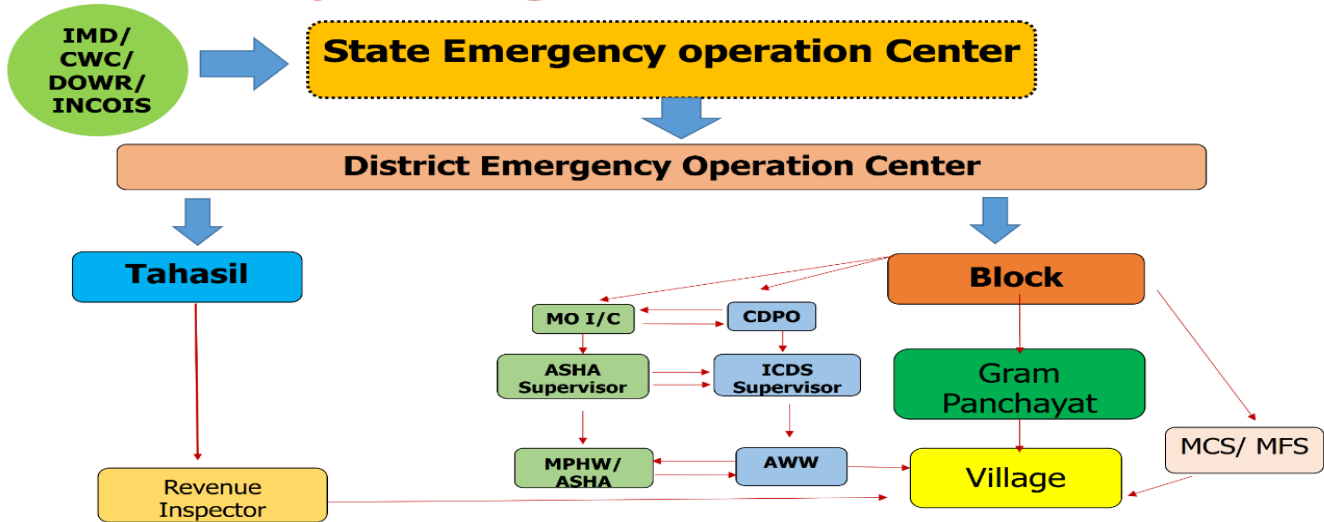 IMD/
CWC/
DOWR/
INCOIS
State Emergency operation Center
District Emergency Operation Center
Tahasil
Block
MO I/C
CDPO
ASHA
Supervisor
ICDS
Supervisor
Gram
Panchayat
MCS/ MFS
MPHW/
ASHA
AWW
Village
Revenue
Inspector